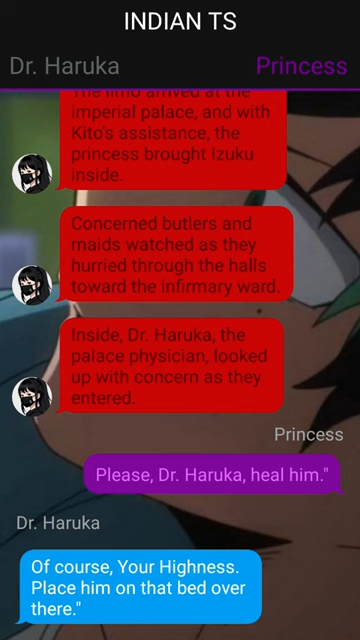 INDIAN TS
Dr. Haruka Princess
The limo arrived at the
imperial palace, and with
Kito's assistance, the
princess brought Izuku
inside.
Concerned butlers and
maids watched as they
hurried through the halls
toward the infirmary ward.
Inside, Dr. Haruka, the
palace physician, looked
up with concern as they
entered.
Princess
Please, Dr. Haruka, heal him."
Dr. Haruka
Of course, Your Highness.
Place him on that bed over
there."